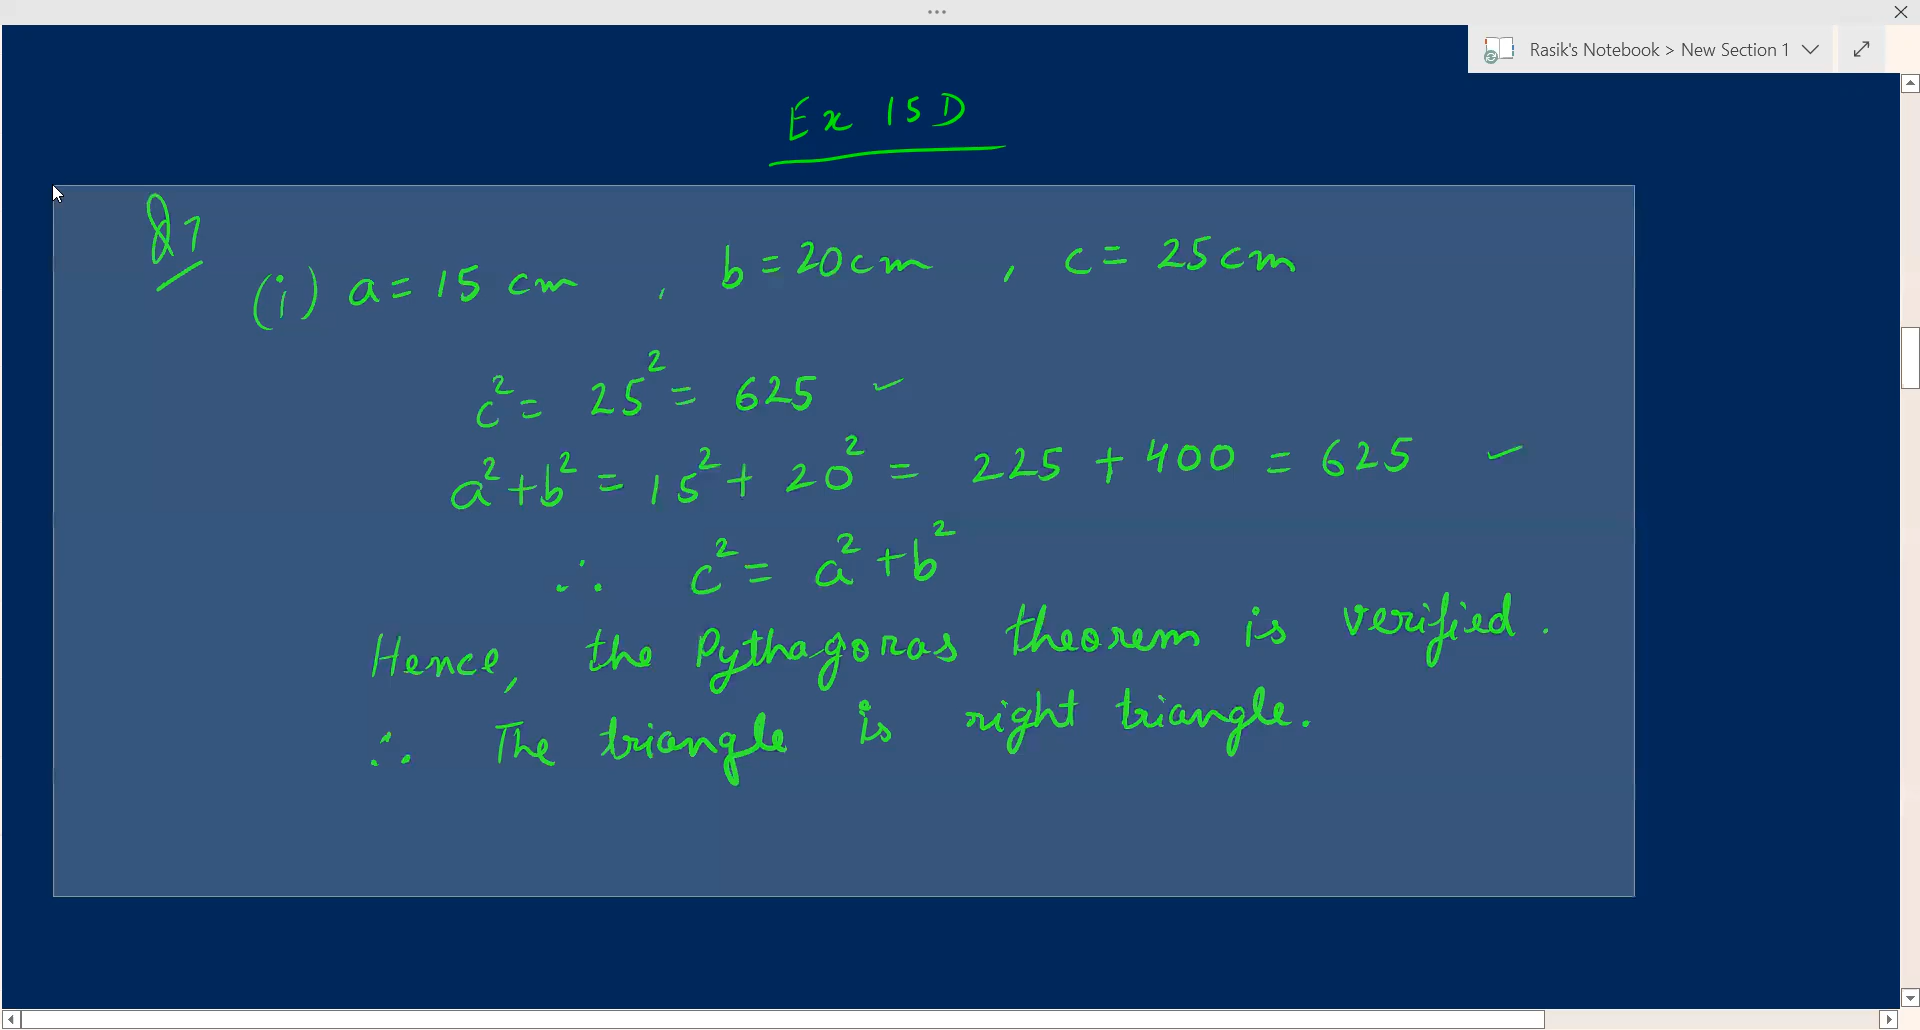 Rasik's Notebook > New Section 1
Ex 15D
Q7
(i) a = 15 cm , b = 20cm , c = 25cm
c² = 25² = 625 ✓
a² + b² = 15² + 20² = 225 + 400 = 625 ✓
∴ c² = a² + b²
Hence, the Pythagoras theorem is verified.
∴ The triangle is right triangle.